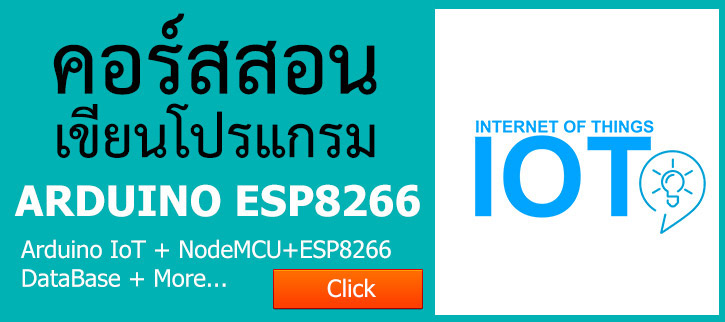 คอร์สสอน
เขียนโปรแกรม
ARDUINO ESP8266
Arduino IoT + NodeMCU+ESP8266
DataBase + More...
Click
INTERNET OF THINGS
IOT